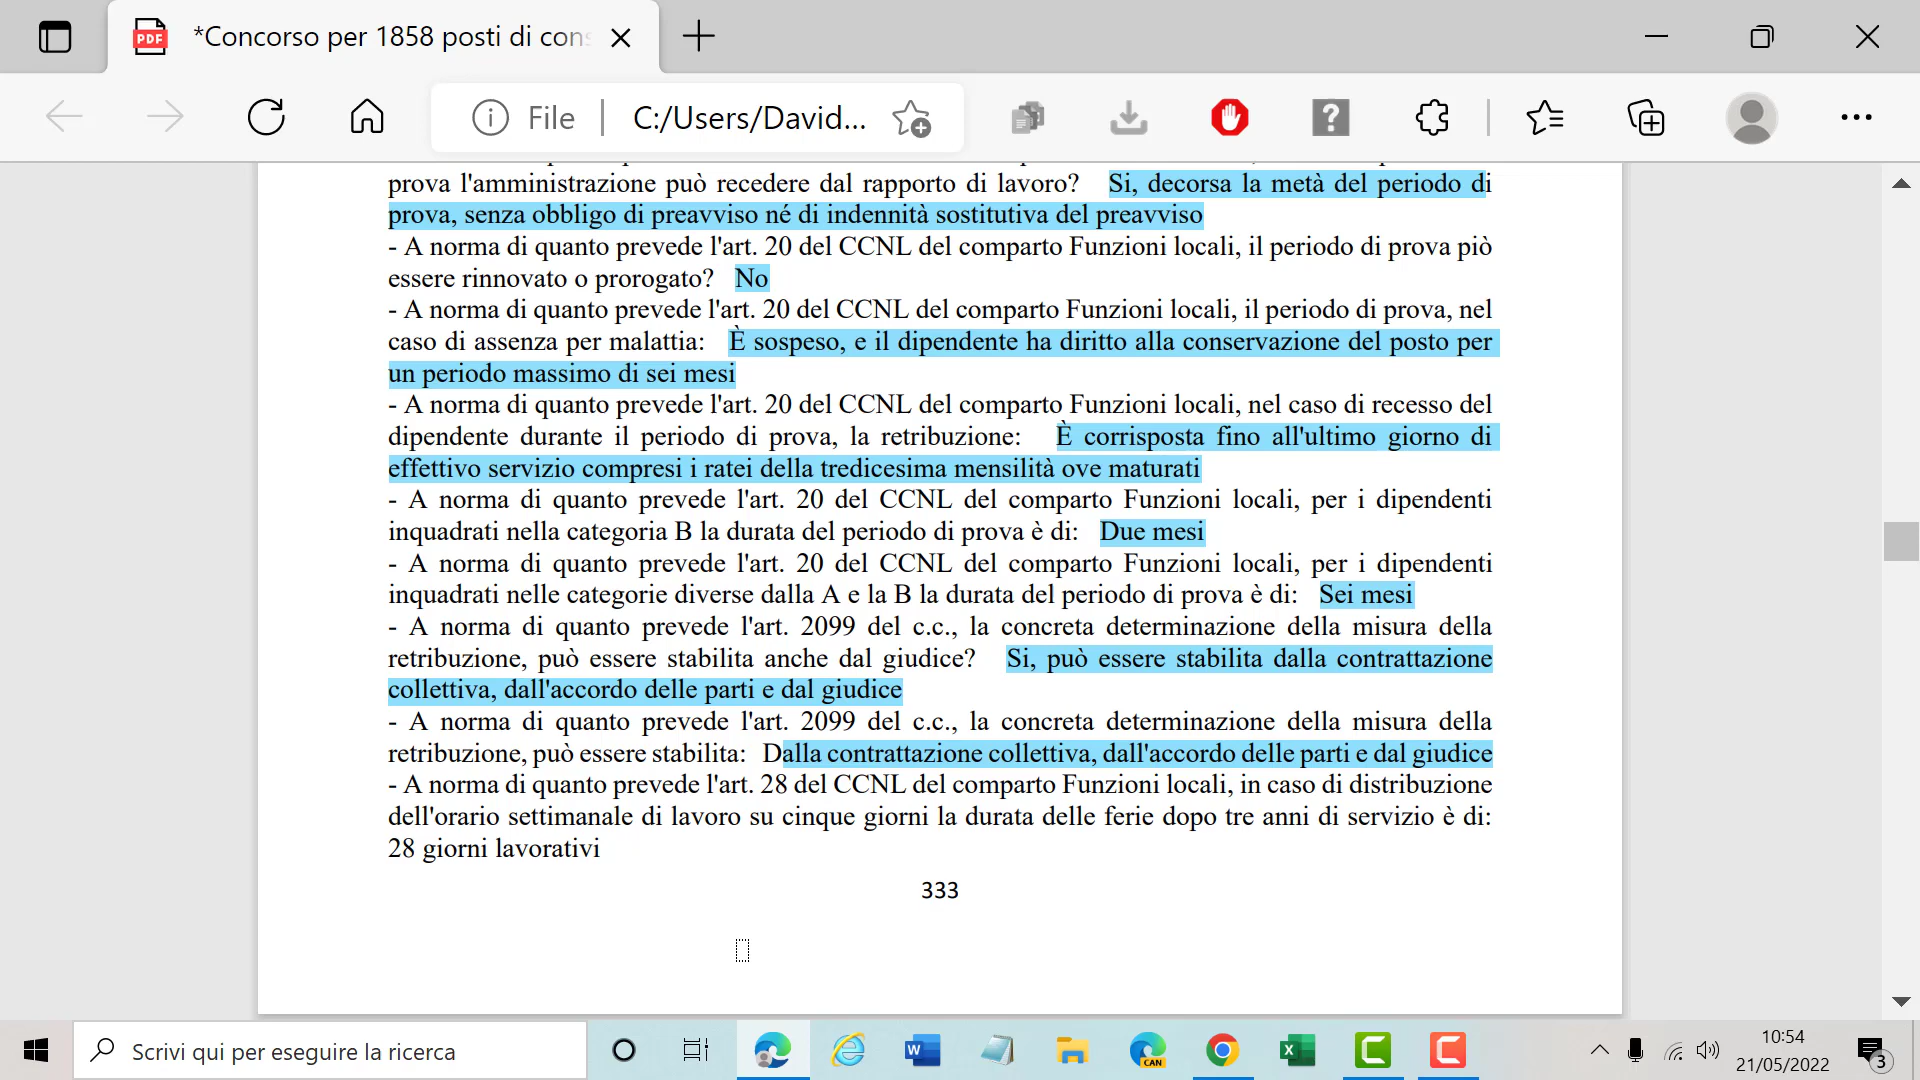 *Concorso per 1858 posti di con
File
C:/Users/David...
prova l'amministrazione può recedere dal rapporto di lavoro? Si, decorsa la metà del periodo di
prova, senza obbligo di preavviso né di indennità sostitutiva del preavviso
- A norma di quanto prevede l'art. 20 del CCNL del comparto Funzioni locali, il periodo di prova piò
essere rinnovato o prorogato? No
- A norma di quanto prevede l'art. 20 del CCNL del comparto Funzioni locali, il periodo di prova, nel
caso di assenza per malattia: È sospeso, e il dipendente ha diritto alla conservazione del posto per
un periodo massimo di sei mesi
- A norma di quanto prevede l'art. 20 del CCNL del comparto Funzioni locali, nel caso di recesso del
dipendente durante il periodo di prova, la retribuzione: È corrisposta fino all'ultimo giorno di
effettivo servizio compresi i ratei della tredicesima mensilità ove maturati
- A norma di quanto prevede l'art. 20 del CCNL del comparto Funzioni locali, per i dipendenti
inquadrati nella categoria B la durata del periodo di prova è di: Due mesi
- A norma di quanto prevede l'art. 20 del CCNL del comparto Funzioni locali, per i dipendenti
inquadrati nelle categorie diverse dalla A e la B la durata del periodo di prova è di: Sei mesi
- A norma di quanto prevede l'art. 2099 del c.c., la concreta determinazione della misura della
retribuzione, può essere stabilita anche dal giudice? Si, può essere stabilita dalla contrattazione
collettiva, dall'accordo delle parti e dal giudice
- A norma di quanto prevede l'art. 2099 del c.c., la concreta determinazione della misura della
retribuzione, può essere stabilita: Dalla contrattazione collettiva, dall'accordo delle parti e dal giudice
- A norma di quanto prevede l'art. 28 del CCNL del comparto Funzioni locali, in caso di distribuzione
dell'orario settimanale di lavoro su cinque giorni la durata delle ferie dopo tre anni di servizio è di:
28 giorni lavorativi
333
Scrivi qui per eseguire la ricerca
CAN
10:54
21/05/2022
3